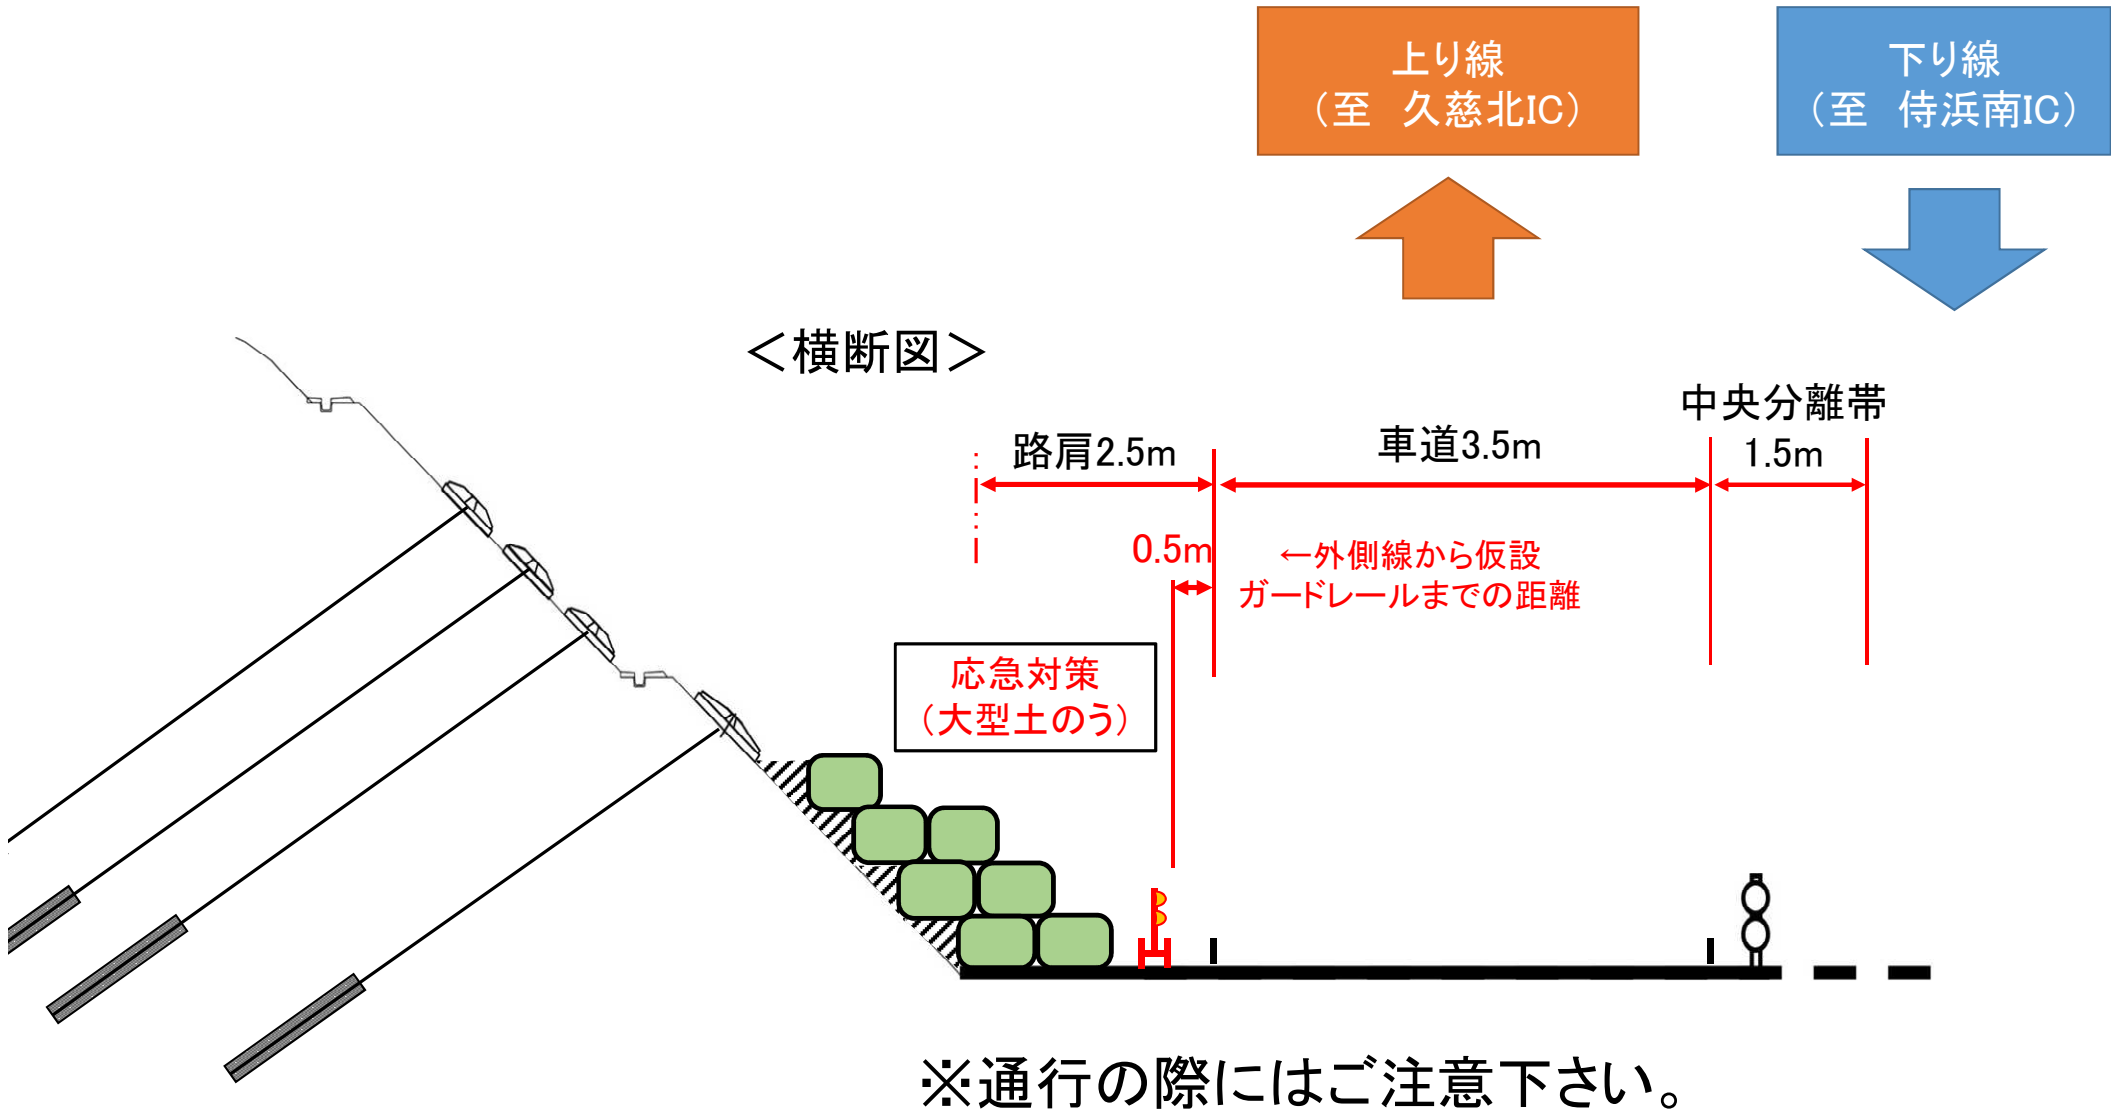 上り線
（至　久慈北IC）
下り線
（至　侍浜南IC）
＜横断図＞
中央分離帯
路肩2.5m
車道3.5m
1.5m
0.5m
←外側線から仮設
ガードレールまでの距離
応急対策
（大型土のう）
※通行の際にはご注意下さい。